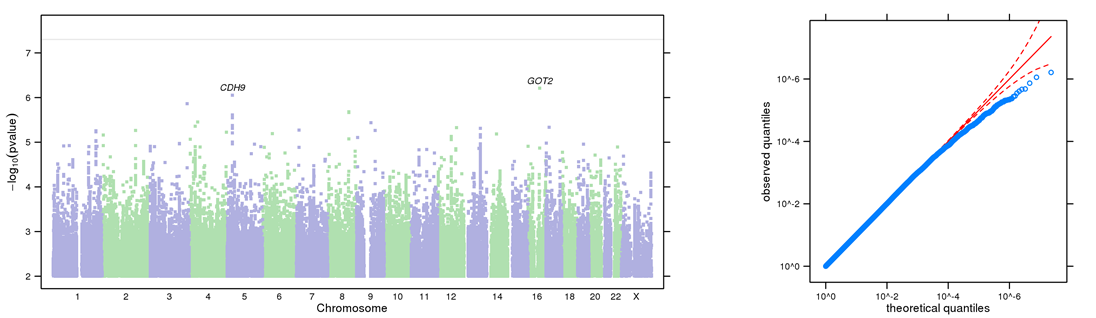 CDH9
GOT2
7
6
5
4
3
2
−log₁₀(pvalue)
1 2 3 4 5 6 7 8 9 10 11 12 14 16 18 20 22 X
Chromosome
10^-6
10^-4
10^-2
10^0
observed quantiles
10^0 10^-2 10^-4 10^-6
theoretical quantiles